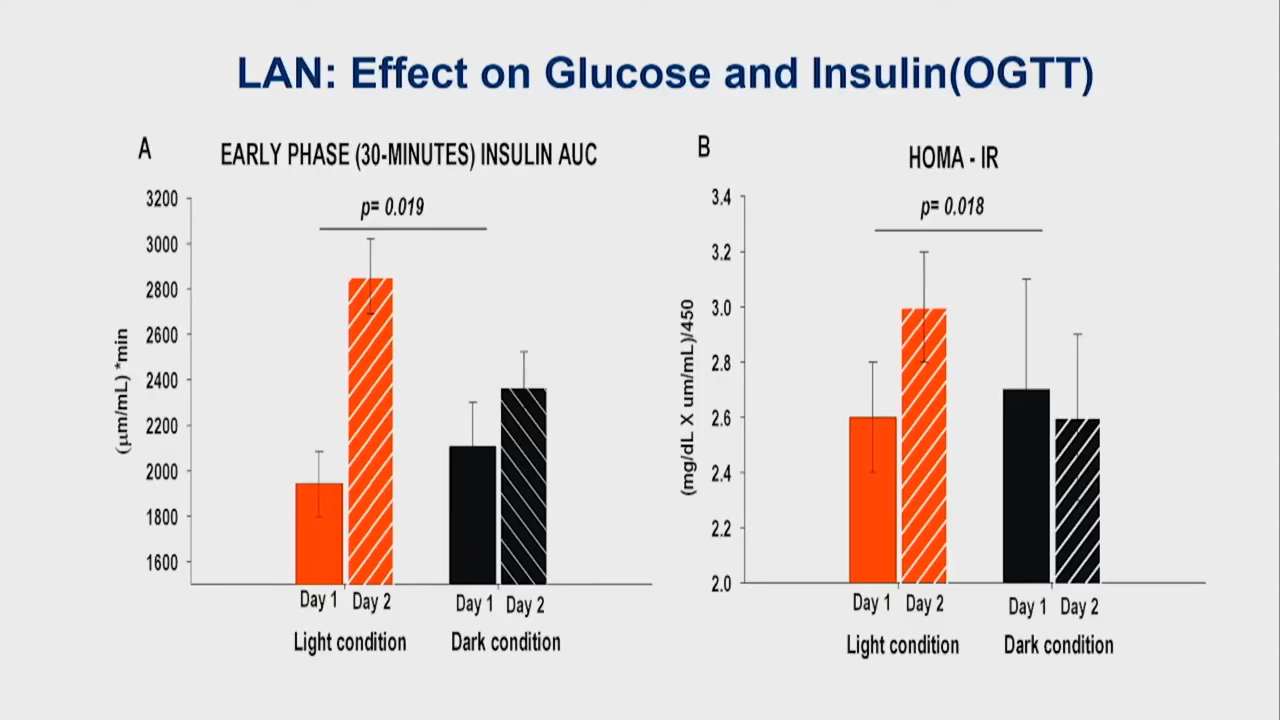 LAN: Effect on Glucose and Insulin(OGTT)
A
EARLY PHASE (30-MINUTES) INSULIN AUC
p= 0.019
3200
3000
2800
2600
2400
2200
2000
1800
1600
(µm/mL) *min
Day 1 Day 2 Day 1 Day 2
Light condition Dark condition
B
HOMA - IR
p= 0.018
3.4
3.2
3.0
2.8
2.6
2.4
2.2
2.0
(mg/dL X um/mL)/450
Day 1 Day 2 Day 1 Day 2
Light condition Dark condition